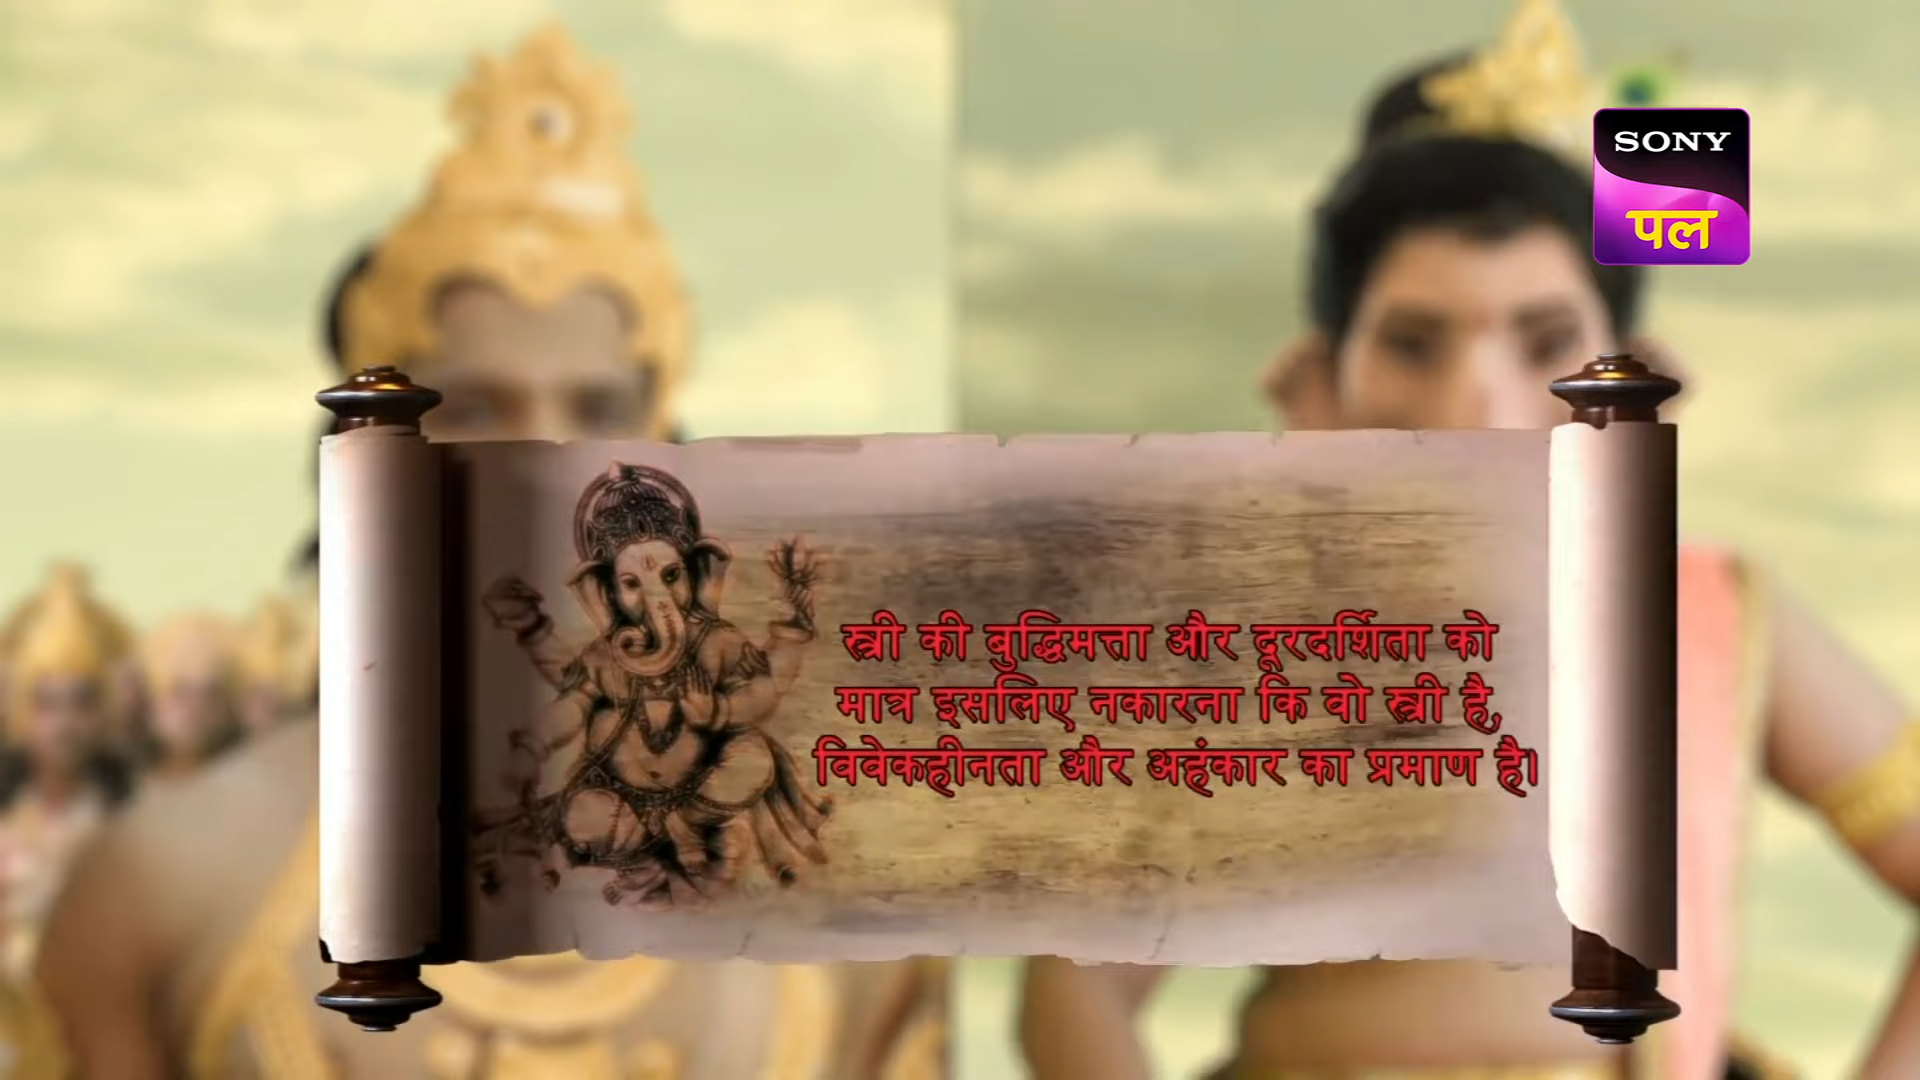 SONY
पल
स्त्री की बुद्धिमत्ता और दूरदर्शिता को
मात्र इसलिए नकारना कि वो स्त्री है,
विवेकहीनता और अहंकार का प्रमाण है।